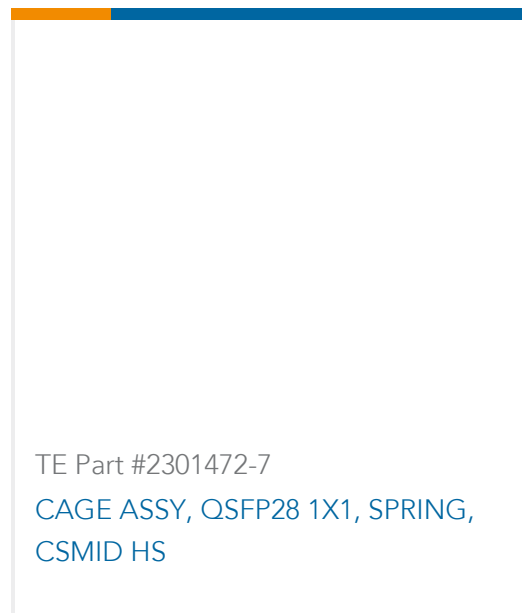 TE Part #2301472-7
CAGE ASSY, QSFP28 1X1, SPRING,
CSMID HS